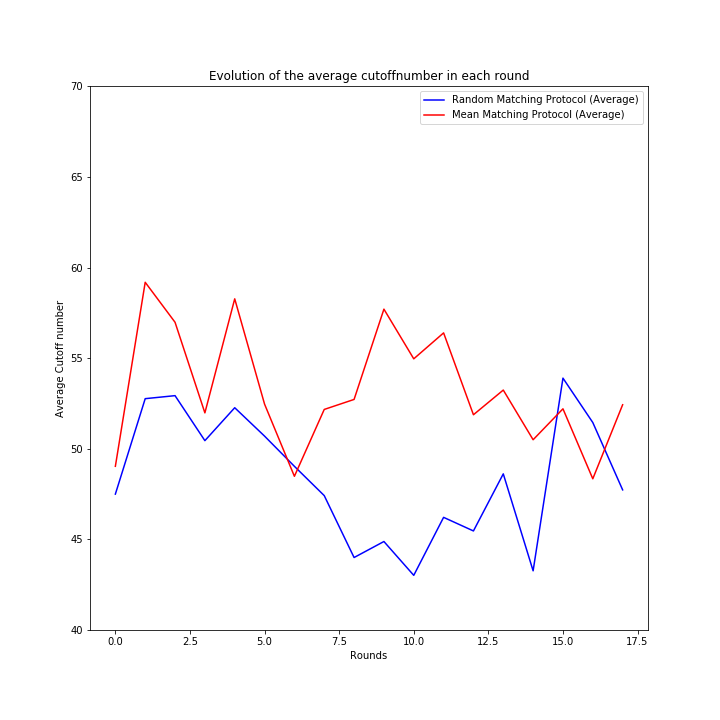 Evolution of the average cutoffnumber in each round
Random Matching Protocol (Average)
Mean Matching Protocol (Average)
70
65
60
55
50
45
40
Average Cutoff number
0.0 2.5 5.0 7.5 10.0 12.5 15.0 17.5
Rounds